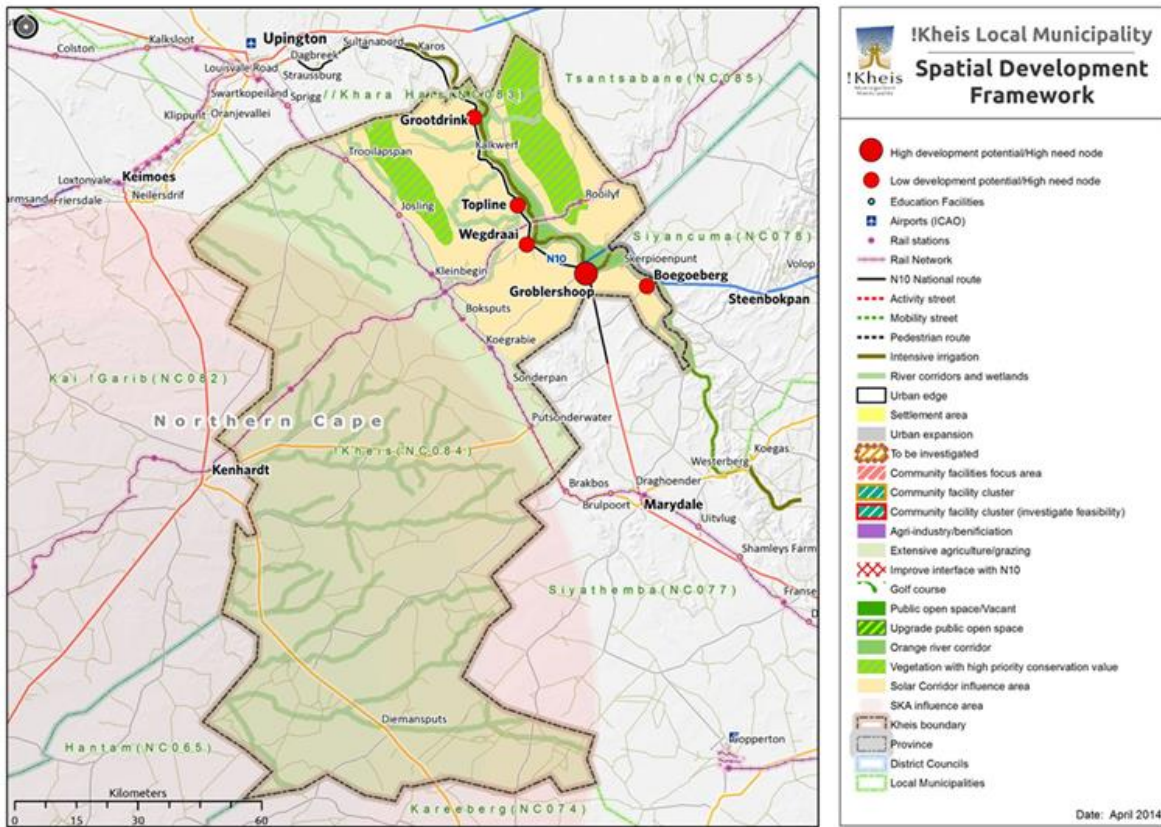 Upington
Kalksloot
Colston
Sultanaoord
Karos
Dagbreek
Louisvale Road
Straussburg
Tsantsabane(NC085)
Swartkopeiland
Sprigg
//Khara Hais(NC083)
Klippunt
Oranjevallei
Grootdrink
Kalkwerf
Trooilapspan
Loxtonvale
Keimoes
Friersdale
Neilersdrif
Rooilyf
Josling
Topline
Wegdraai
Siyancuma(NC078)
N10
Skerpioenpunt
Kleinbegin
Boegoeberg
Volop
Groblershoop
Steenbokpan
Boksputs
Koegrabie
Kai !Garib(NC082)
Sonderpan
Northern Cape
Putsonderwater
!Kheis(NC084)
Koegas
Westerberg
Kenhardt
Brakbos
Draghoender
Brulpoort
Marydale
Uitvlug
Shamleys Farm
Siyathemba(NC077)
Franse
Diemansputs
Hantam(NC065)
Copperton
Kilometers
Kareeberg(NC074)
0 15 30 60
!Kheis Local Municipality
Spatial Development
Framework
!Kheis
High development potential/High need node
Low development potential/High need node
Education Facilities
Airports (ICAO)
Rail stations
Rail Network
N10 National route
Activity street
Mobility street
Pedestrian route
Intensive irrigation
River corridors and wetlands
Urban edge
Settlement area
Urban expansion
To be investigated
Community facilities focus area
Community facility cluster
Community facility cluster (investigate feasibility)
Agri-industry/benificiation
Extensive agriculture/grazing
Improve interface with N10
Golf course
Public open space/Vacant
Upgrade public open space
Orange river corridor
Vegetation with high priority conservation value
Solar Corridor influence area
SKA influence area
Kheis boundary
Province
District Councils
Local Municipalities
Date: April 2014